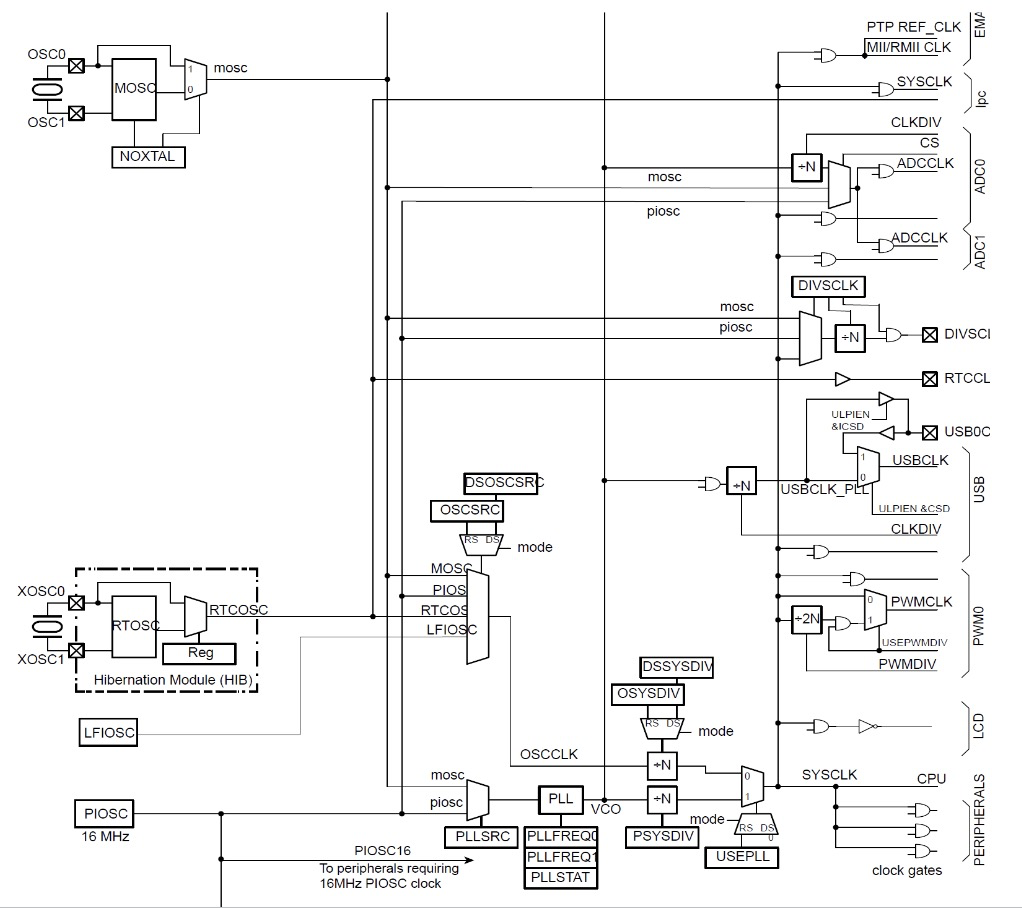 PTP REF_CLK
MII/RMII CLK
EMA
OSC0
MOSC
1
0
mosc
OSC1
NOXTAL
SYSCLK
lpc
CLKDIV
CS
÷N
ADCCLK
ADC0
mosc
piosc
ADCCLK
ADC1
DIVSCLK
mosc
piosc
÷N
DIVSCI
RTCCL
ULPIEN
&ICSD
USB0C
1
0
USBCLK
÷N
USBCLK_PLL
ULPIEN &CSD
CLKDIV
USB
DSOSCSRC
OSCSRC
RS DS
mode
MOSC
PIOS
RTCOS
LFIOSC
XOSC0
RTOSC
RTCOSC
XOSC1
Reg
Hibernation Module (HIB)
0
1
PWMCLK
÷2N
USEPWMDIV
PWMDIV
PWM0
DSSYSDIV
OSYSDIV
RS DS
mode
LCD
LFIOSC
OSCCLK
÷N
0
1
SYSCLK
CPU
mosc
piosc
PLL
VCO
÷N
PIOSC
16 MHz
PLLSRC
PLLFREQ0
PLLFREQ1
PLLSTAT
PSYSDIV
mode
RS DS
0
USEPLL
PERIPHERALS
clock gates
PIOSC16
To peripherals requiring
16MHz PIOSC clock